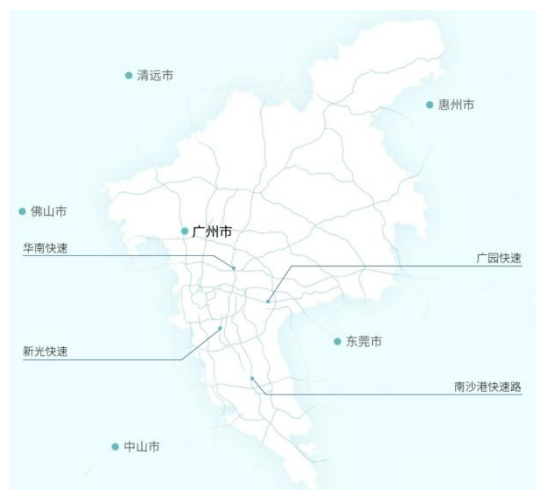 清远市
惠州市
佛山市
广州市
华南快速
广园快速
东莞市
新光快速
南沙港快速路
中山市